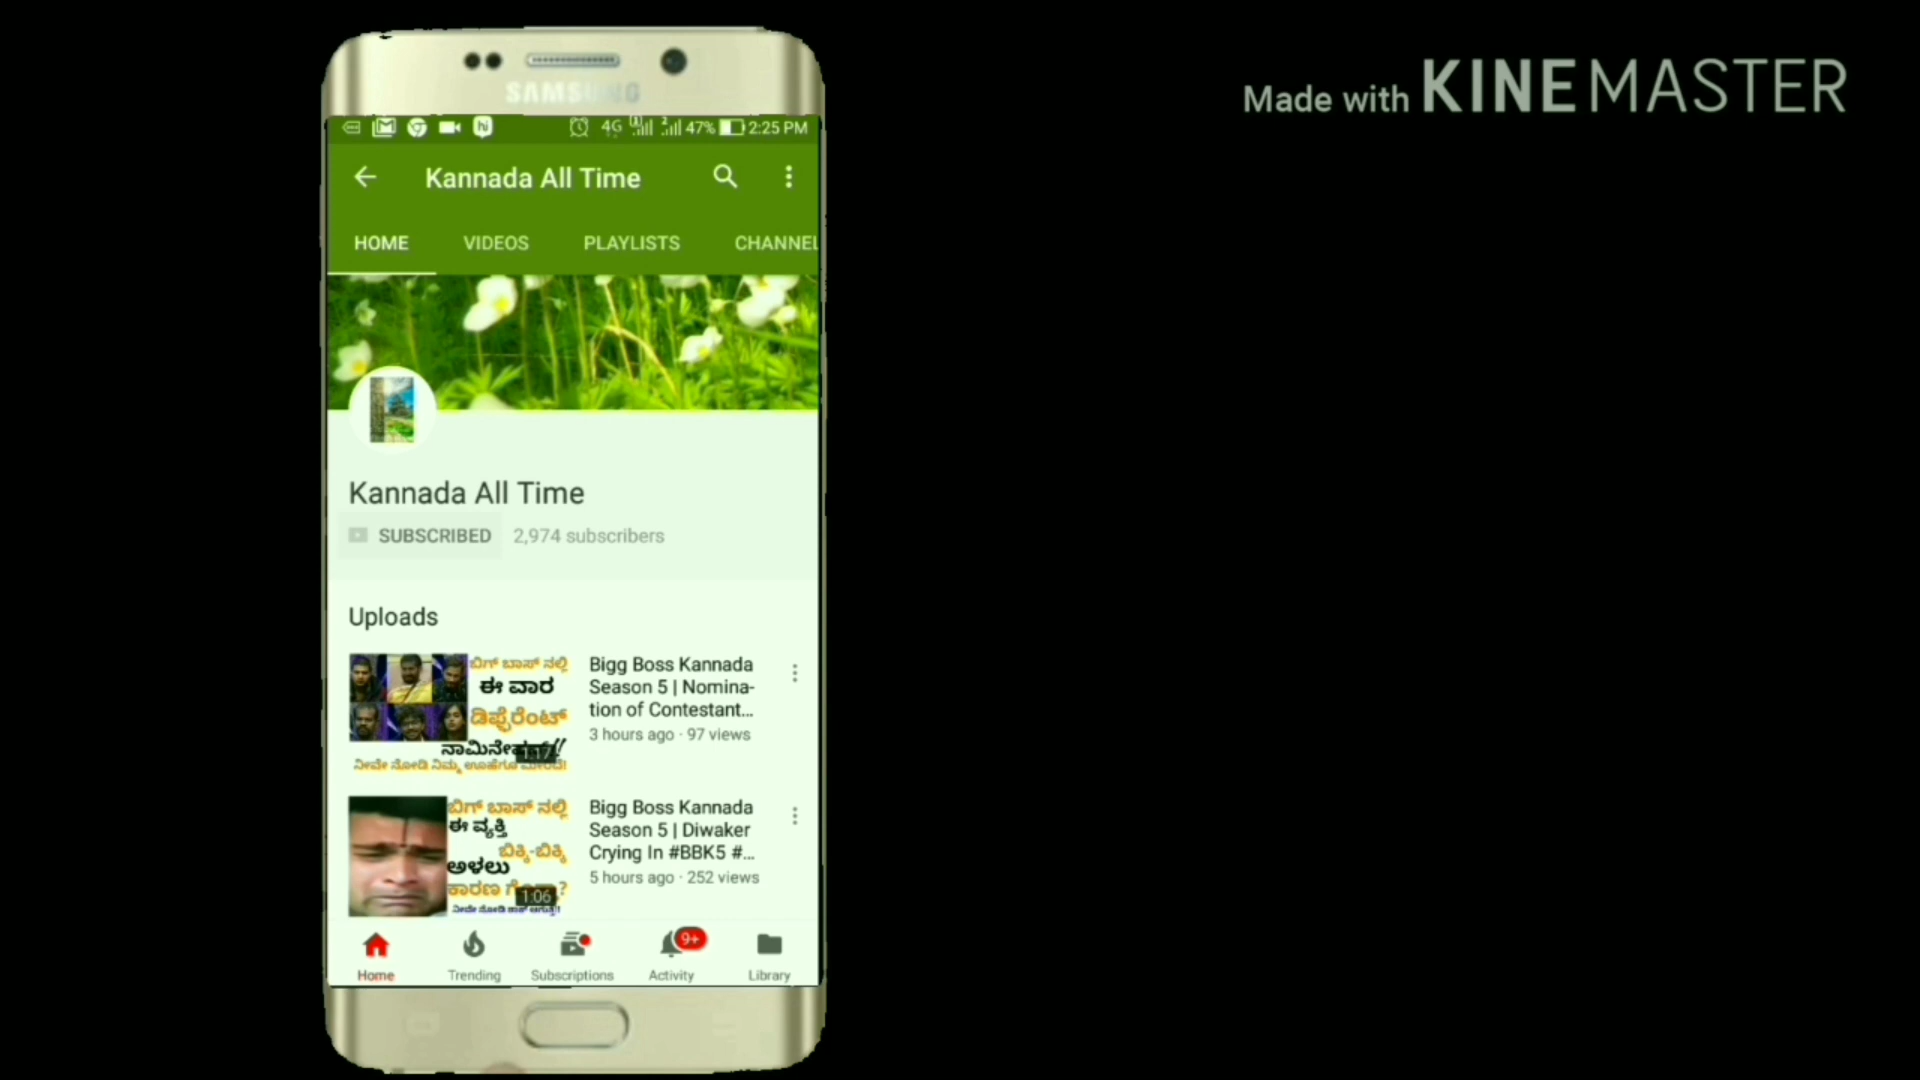 Made with KINEMASTER
SAMSUNG
4G 47% 2:25 PM
Kannada All Time
HOME VIDEOS PLAYLISTS CHANNEL
Kannada All Time
SUBSCRIBED 2,974 subscribers
Uploads
ಬಿಗ್ ಬಾಸ್ ನಲ್ಲಿ
ಈ ವಾರ
ಡಿಫ್ರೆರೆಂಟ್
ನೀವೇ ನೋಡಿ ನಿಮ್ಮ
Bigg Boss Kannada
Season 5 | Nomina-
tion of Contestant...
3 hours ago · 97 views
ಬಿಗ್ ಬಾಸ್ ನಲ್ಲಿ
ಈ ವ್ಯಕ್ತಿ
ಬಿಕ್ಕಿ-ಬಿಕ್ಕಿ
ಅಳಲು
ಕಾರಣ
1:06
Bigg Boss Kannada
Season 5 | Diwaker
Crying In #BBK5 #...
5 hours ago · 252 views
9+
Home Trending Subscriptions Activity Library